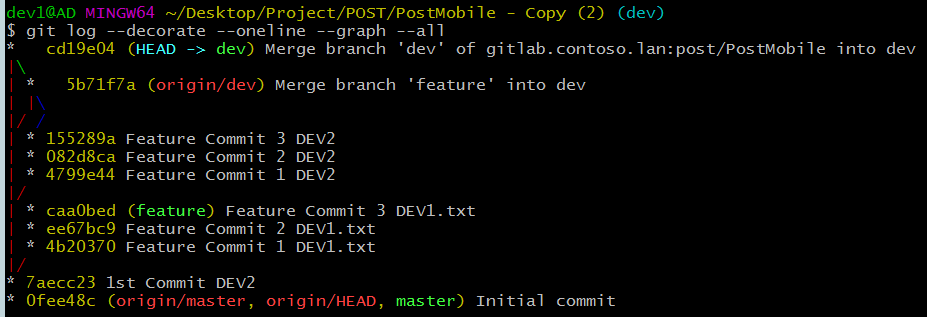 dev1@AD MINGW64 ~/Desktop/Project/POST/PostMobile - Copy (2) (dev)
$ git log --decorate --oneline --graph --all
*   cd19e04 (HEAD -> dev) Merge branch 'dev' of gitlab.contoso.lan:post/PostMobile into dev
|\
| *   5b71f7a (origin/dev) Merge branch 'feature' into dev
| |\
|/ /
| * 155289a Feature Commit 3 DEV2
| * 082d8ca Feature Commit 2 DEV2
| * 4799e44 Feature Commit 1 DEV2
|/
| * caa0bed (feature) Feature Commit 3 DEV1.txt
| * ee67bc9 Feature Commit 2 DEV1.txt
| * 4b20370 Feature Commit 1 DEV1.txt
|/
* 7aecc23 1st Commit DEV2
* 0fee48c (origin/master, origin/HEAD, master) Initial commit